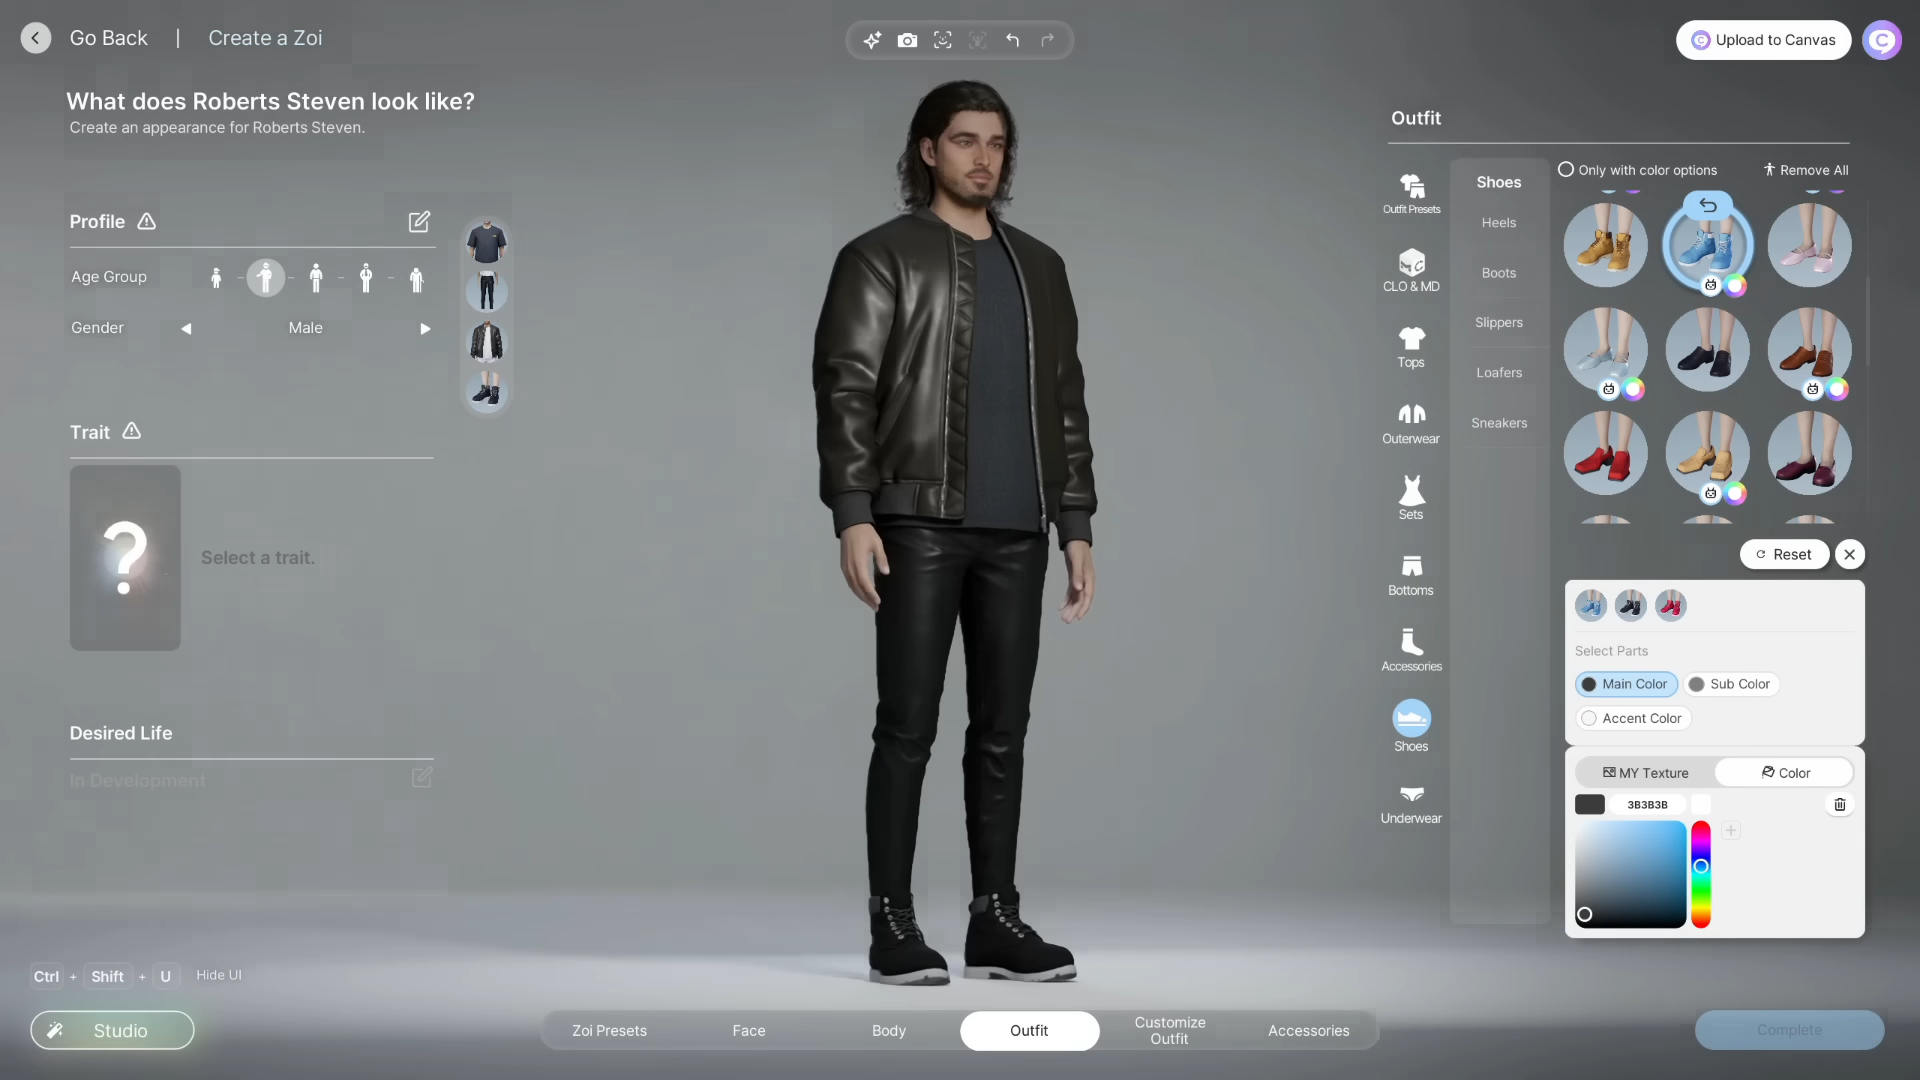 Go Back | Create a Zoi
Upload to Canvas
What does Roberts Steven look like?
Create an appearance for Roberts Steven.
Profile
Age Group
Gender
Male
Trait
?
Select a trait.
Desired Life
In Development
Ctrl + Shift + U Hide UI
Studio
Zoi Presets
Face
Body
Outfit
Customize
Outfit
Accessories
Complete
Outfit
Outfit Presets
CLO & MD
Tops
Outerwear
Sets
Bottoms
Accessories
Shoes
Underwear
Shoes
Heels
Boots
Slippers
Loafers
Sneakers
Only with color options
Remove All
Reset
Select Parts
Main Color
Sub Color
Accent Color
MY Texture
Color
3B3B3B